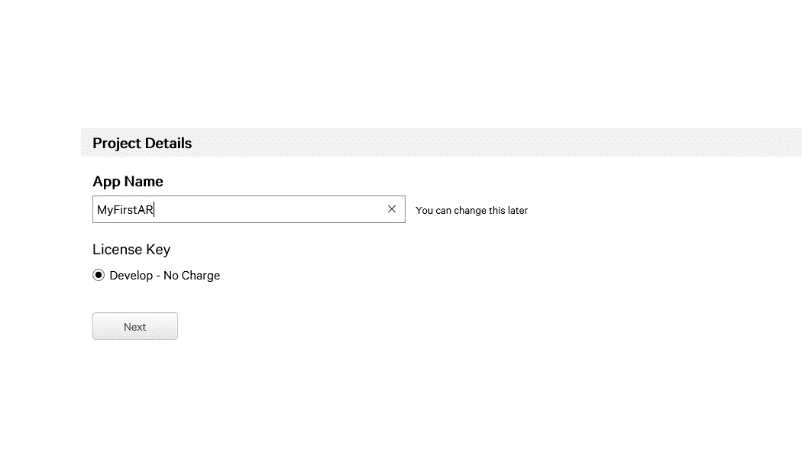 Project Details
App Name
MyFirstAR
You can change this later
License Key
Develop - No Charge
Next